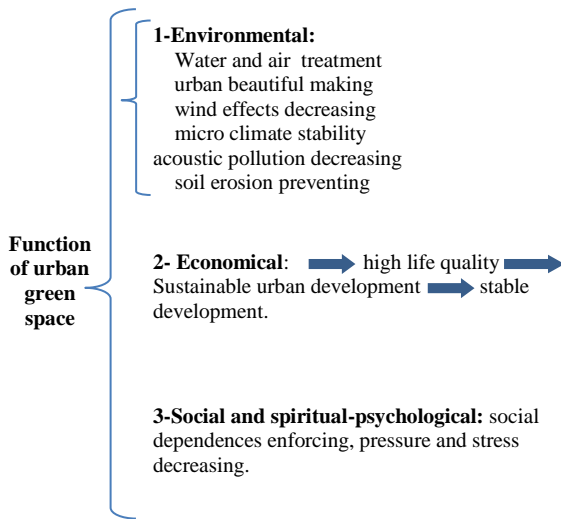 1-Environmental:
Water and air treatment
urban beautiful making
wind effects decreasing
micro climate stability
acoustic pollution decreasing
soil erosion preventing
Function
of urban
green
space
2- Economical: high life quality
Sustainable urban development stable
development.
3-Social and spiritual-psychological: social
dependences enforcing, pressure and stress
decreasing.